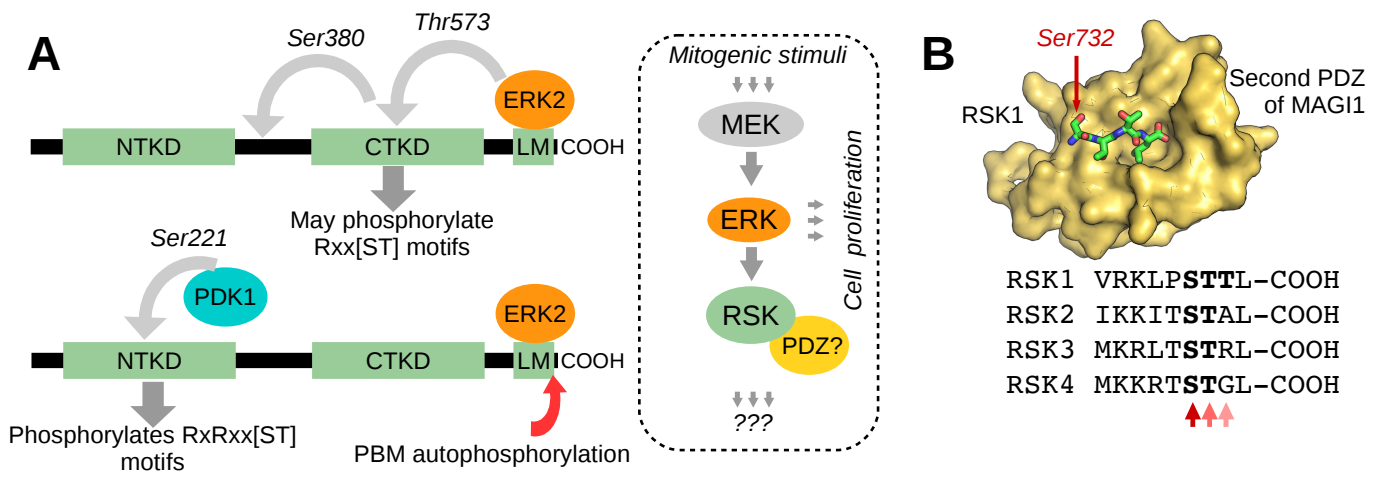 A
Ser380
Thr573
ERK2
NTKD
CTKD
LM
COOH
May phosphorylate
Rxx[ST] motifs
Ser221
PDK1
ERK2
NTKD
CTKD
LM
COOH
Phosphorylates RxRxx[ST]
motifs
PBM autophosphorylation
Mitogenic stimuli
MEK
ERK
RSK
PDZ?
Cell proliferation
???
B
Ser732
RSK1
Second PDZ
of MAGI1
RSK1 VRKLPSTTL–COOH
RSK2 IKKITSTAL–COOH
RSK3 MKRLTSTRL–COOH
RSK4 MKKRTSTGL–COOH